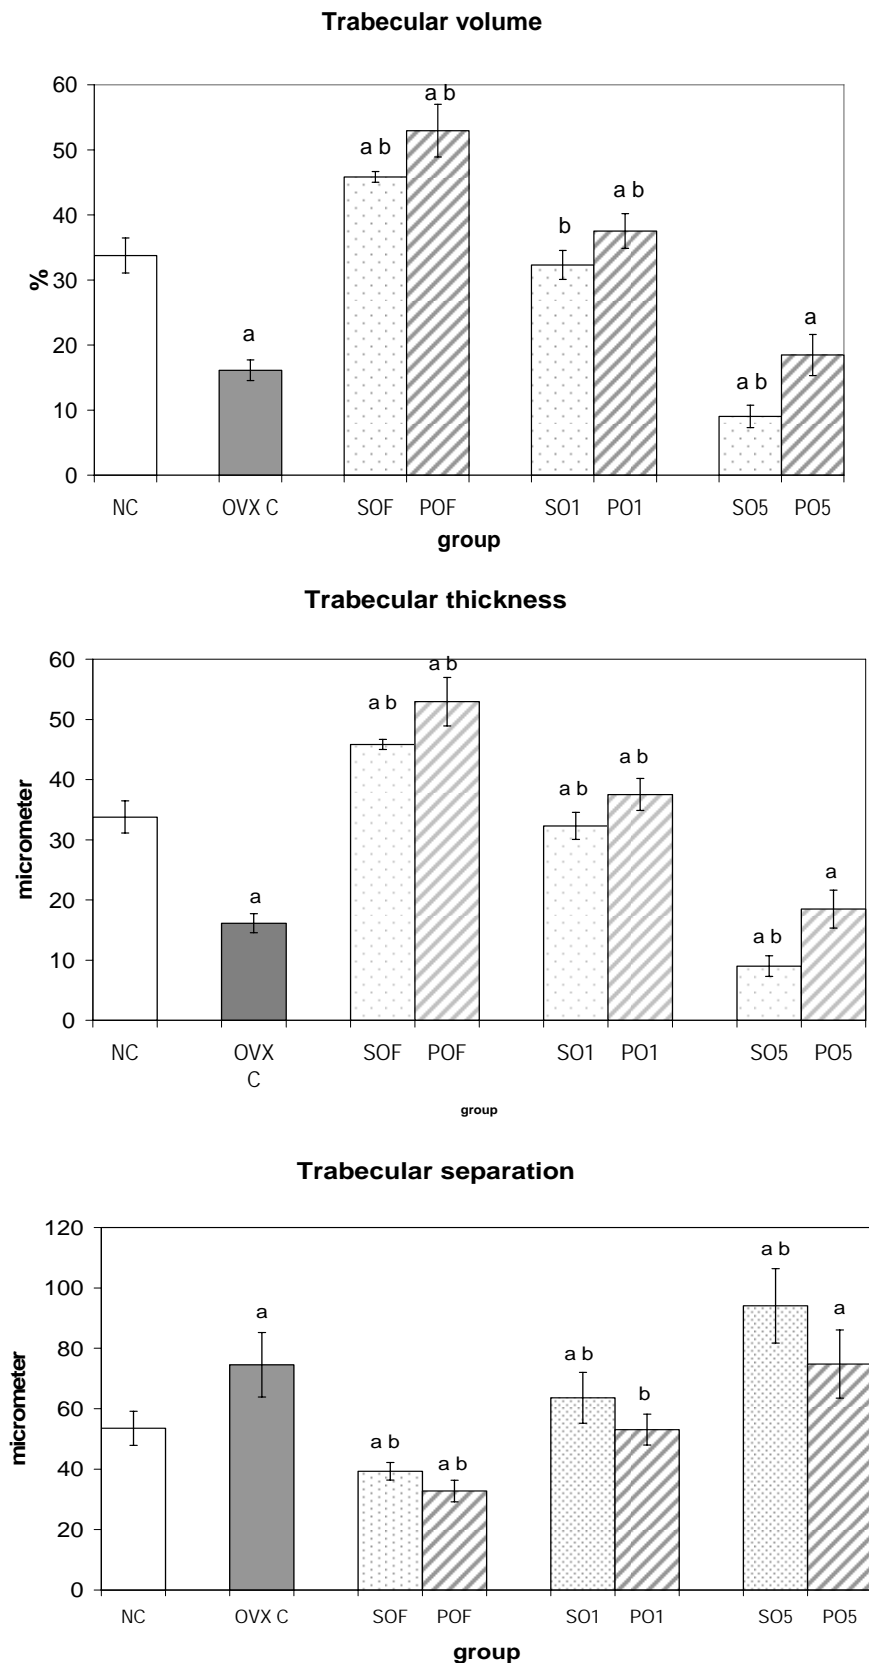 Trabecular volume
60
a b
a b
50
a b
40
b
%
30
a
a
20
a b
10
0
NC OVX C SOF POF SO1 PO1 SO5 PO5
group
Trabecular thickness
60
a b
a b
50
a b
40
a b
micrometer
30
a
a
20
a b
10
0
NC OVX C SOF POF SO1 PO1 SO5 PO5
group
Trabecular separation
120
a b
100
a
a
80
a b
b
micrometer
60
a b
a b
40
20
0
NC OVX C SOF POF SO1 PO1 SO5 PO5
group